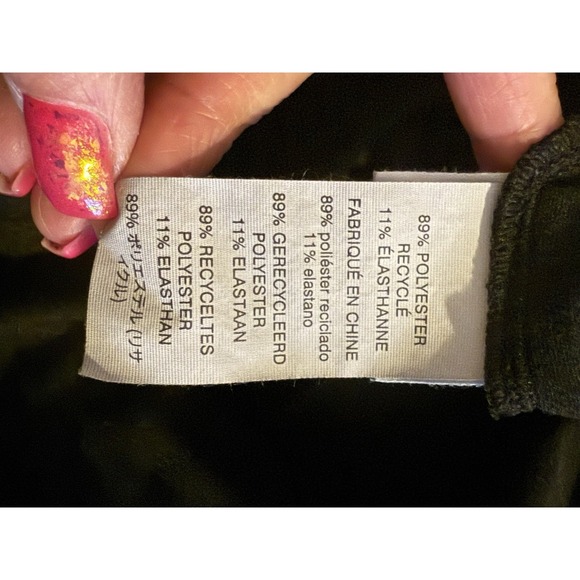 89% POLYESTER
RECYCLÉ
11% ÉLASTHANNE
FABRIQUÉ EN CHINE
89% poliéster reciclado
11% elastano
89% GERECYCLEERD
POLYESTER
11% ELASTAAN
89% RECYCELTES
POLYESTER
11% ELASTHAN
89% ポリエステル (リサ
イクル)